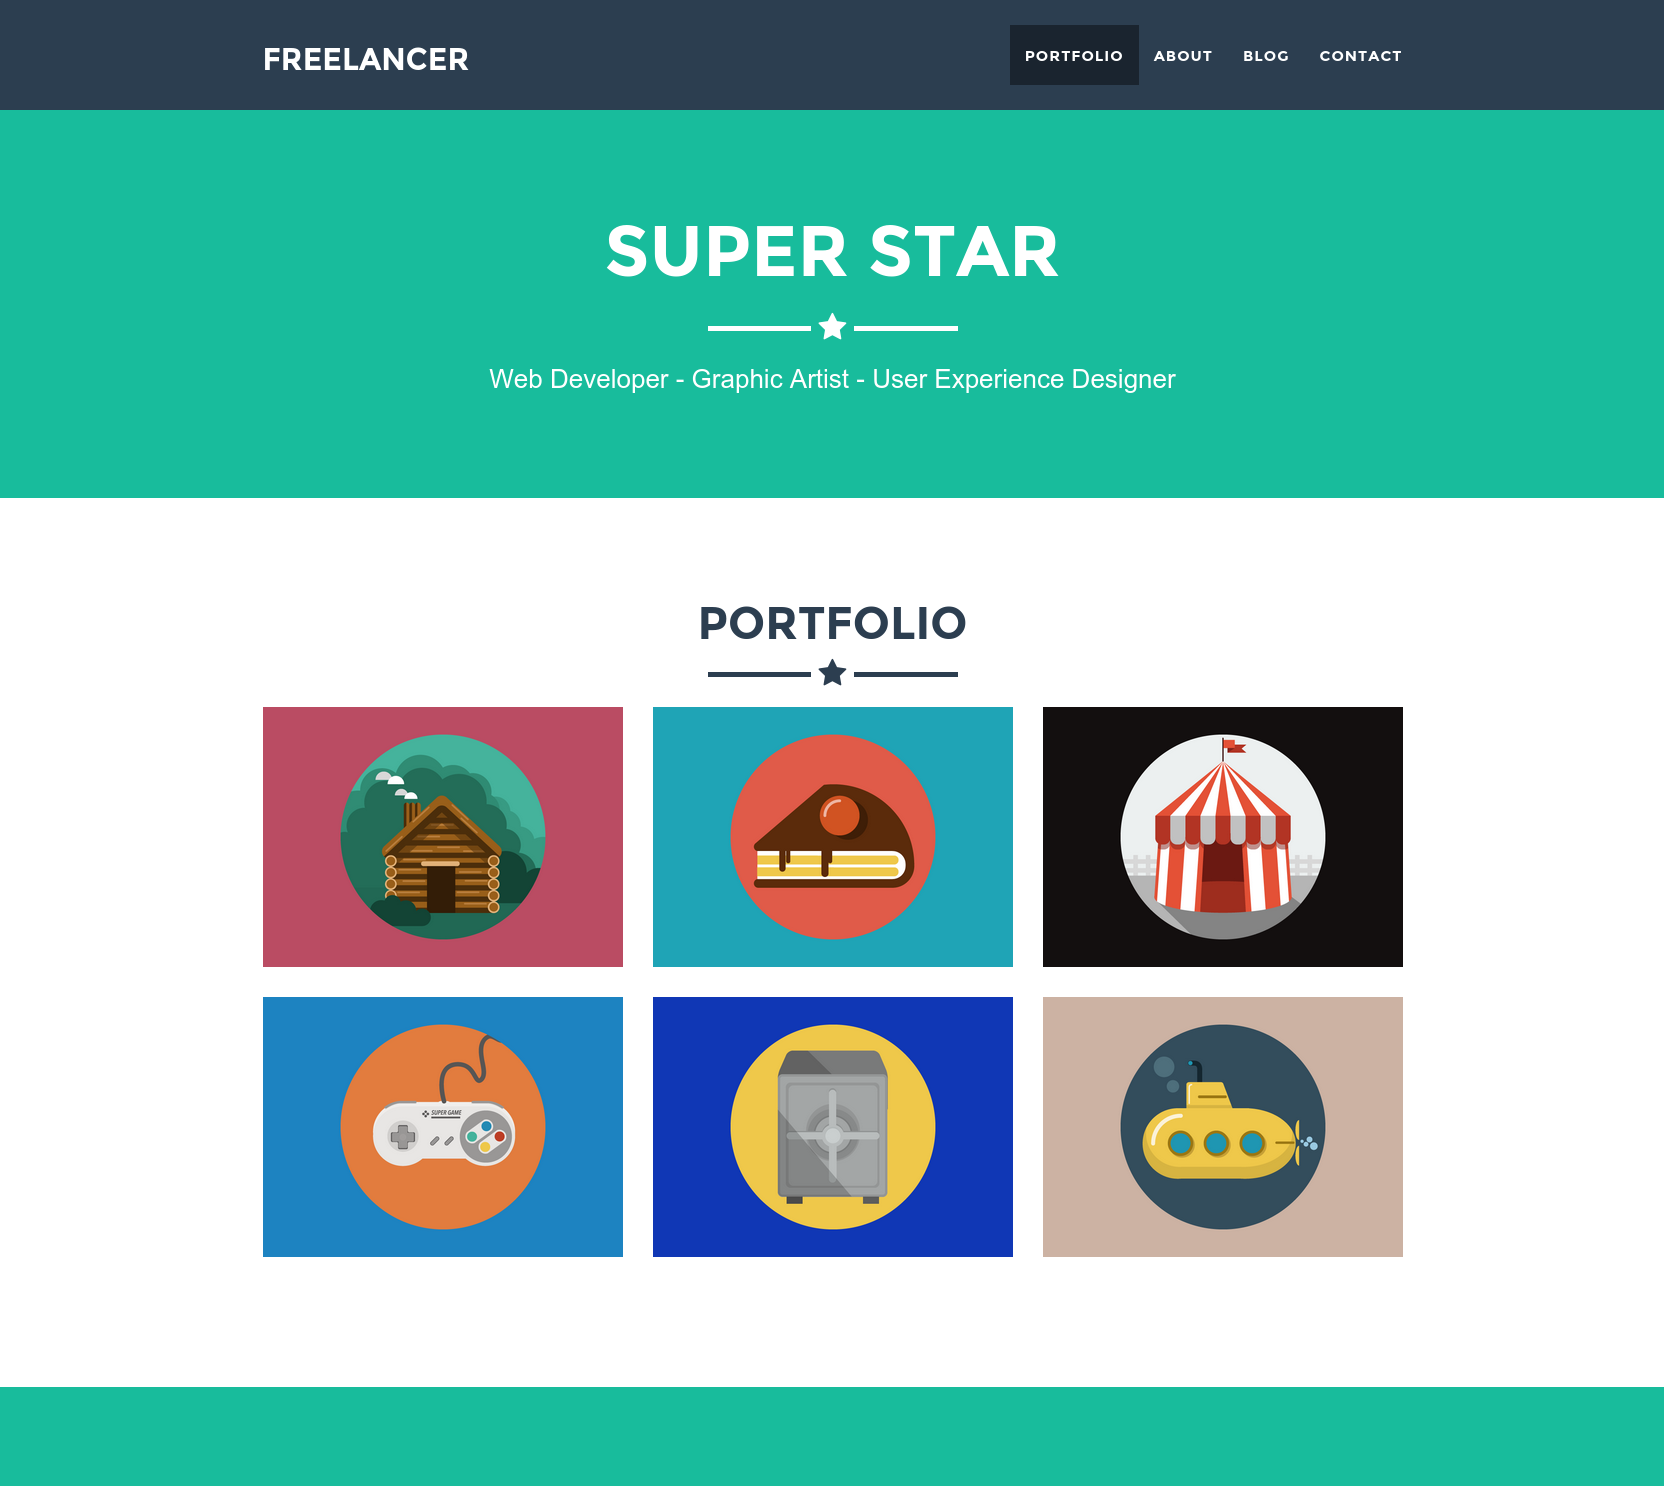 FREELANCER
PORTFOLIO ABOUT BLOG CONTACT
SUPER STAR
Web Developer - Graphic Artist - User Experience Designer
PORTFOLIO
SUPER GAME